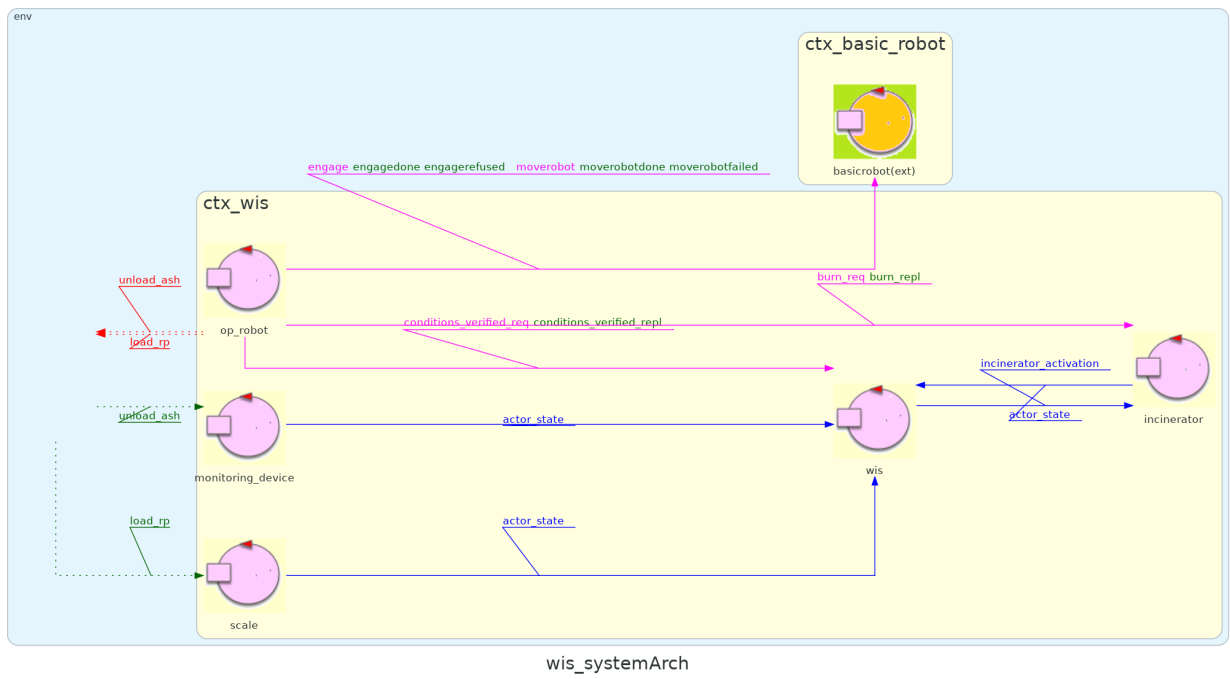 env
ctx_basic_robot
basicrobot(ext)
engage engagedone engagerefused moverobot moverobotdone moverobotfailed
ctx_wis
unload_ash
burn_req burn_repl
op_robot
conditions_verified_req conditions_verified_repl
load_rp
incinerator_activation
unload_ash
actor_state
actor_state
incinerator
wis
monitoring_device
load_rp
actor_state
scale
wis_systemArch